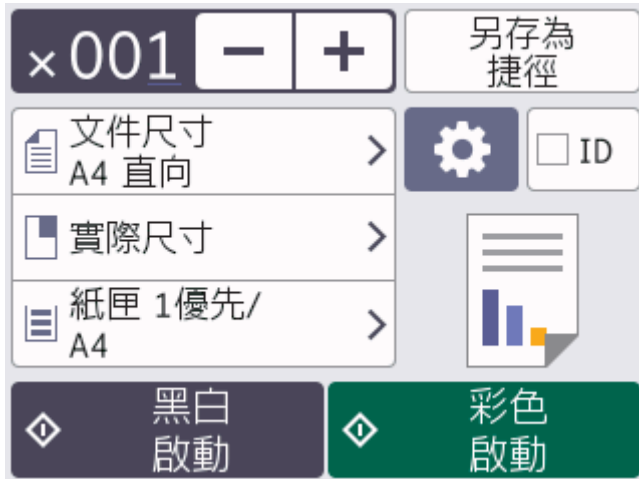 ×001 − +
另存為
捷徑
文件尺寸
A4 直向
ID
實際尺寸
紙匣 1優先/
A4
黑白
啟動
彩色
啟動